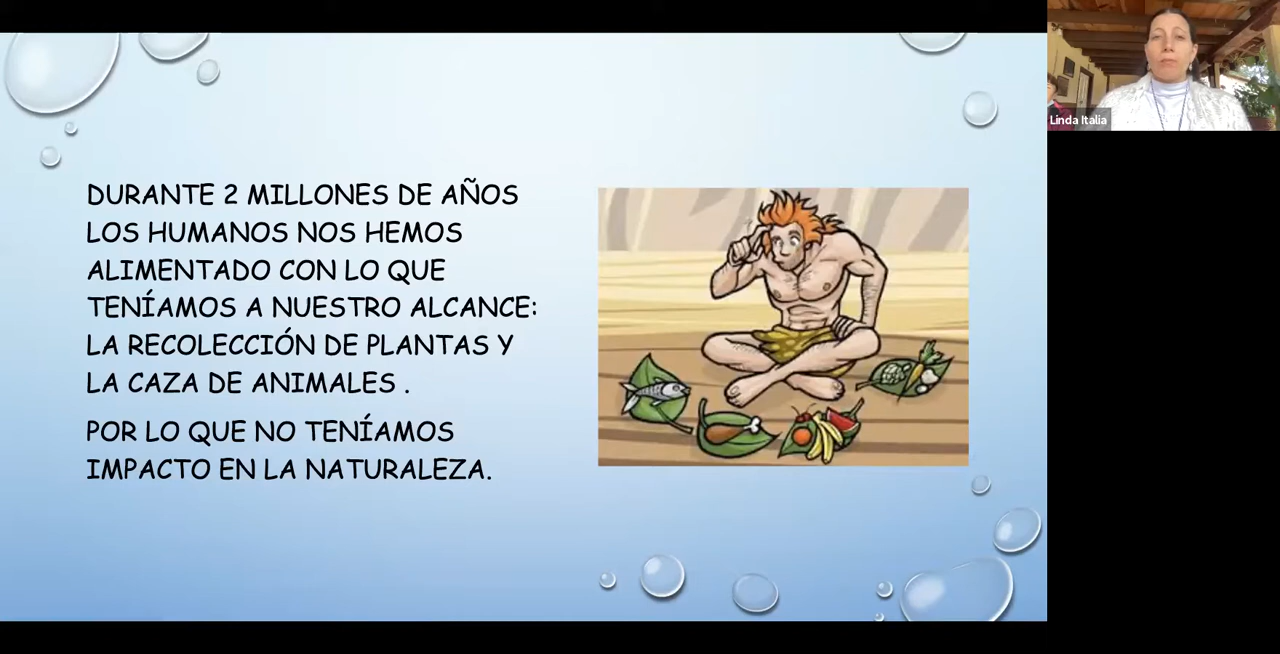 DURANTE 2 MILLONES DE AÑOS
LOS HUMANOS NOS HEMOS
ALIMENTADO CON LO QUE
TENÍAMOS A NUESTRO ALCANCE:
LA RECOLECCIÓN DE PLANTAS Y
LA CAZA DE ANIMALES .
POR LO QUE NO TENÍAMOS
IMPACTO EN LA NATURALEZA.
Linda Italia